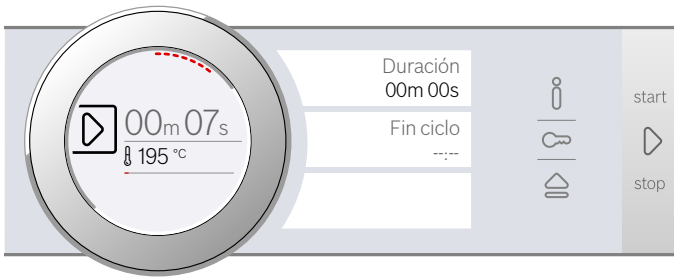 00m 07s
195 °C
Duración
00m 00s
Fin ciclo
--:--
start
stop